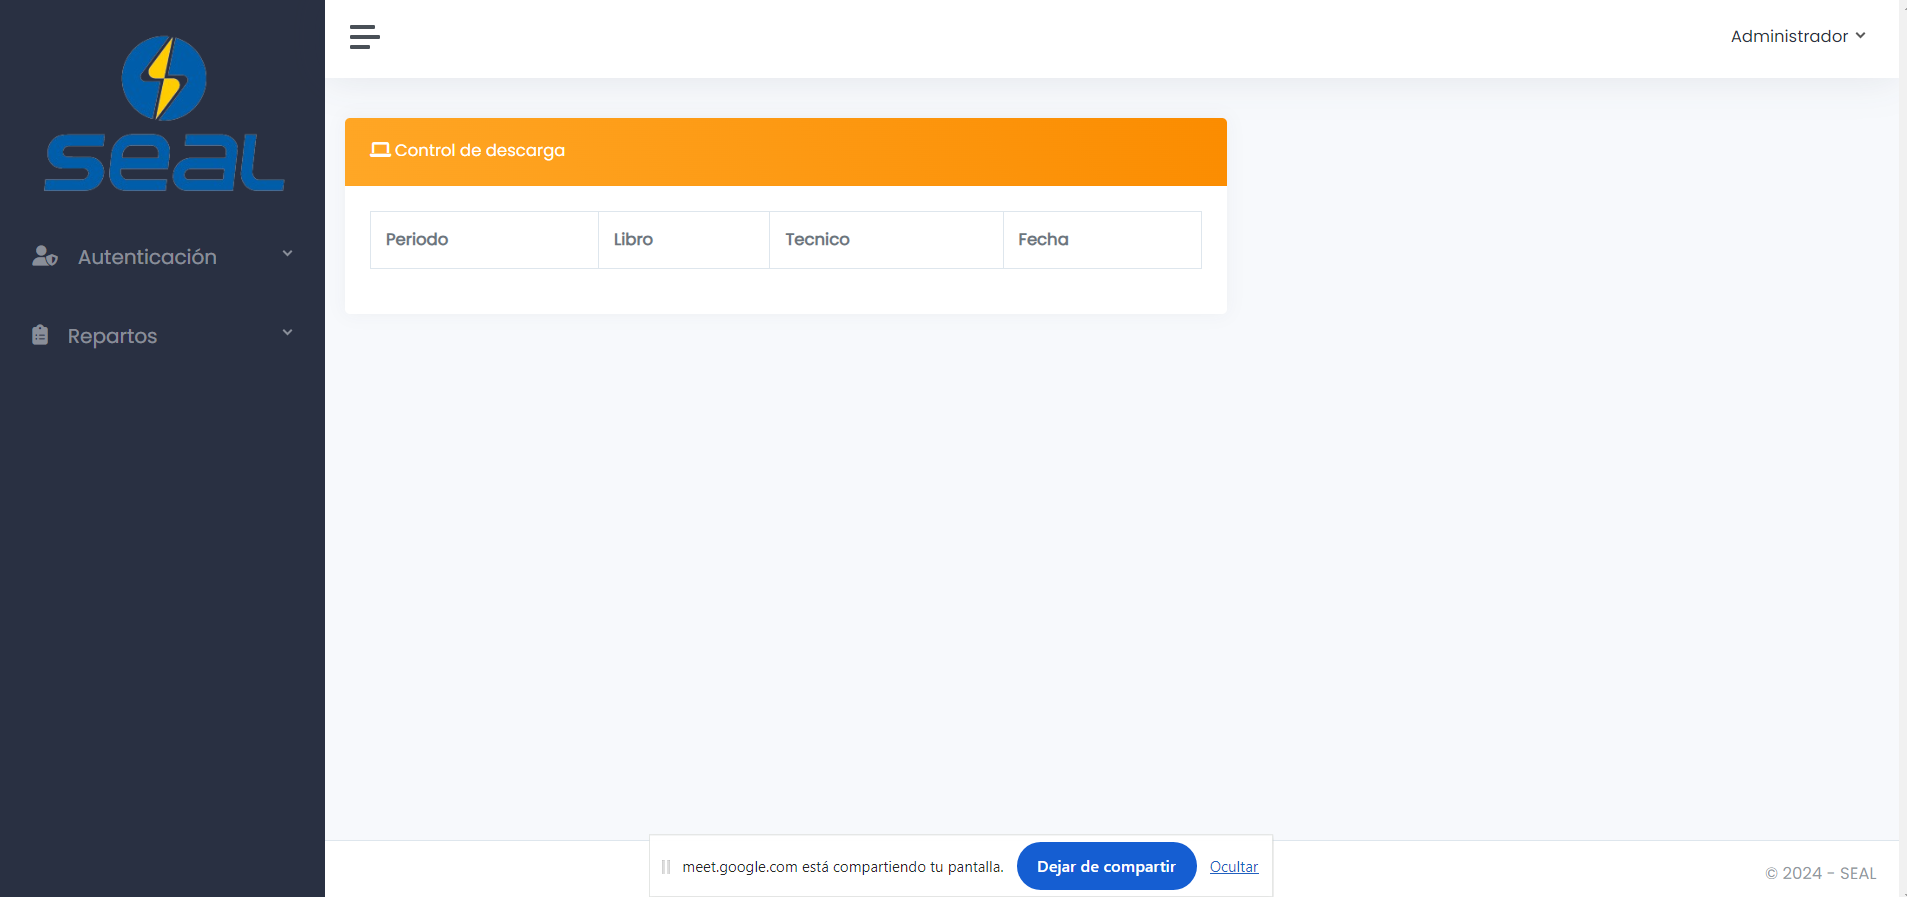 seal
Administrador
Control de descarga
Autenticación
Repartos
Periodo Libro Tecnico Fecha
meet.google.com está compartiendo tu pantalla. Dejar de compartir Ocultar
© 2024 - SEAL